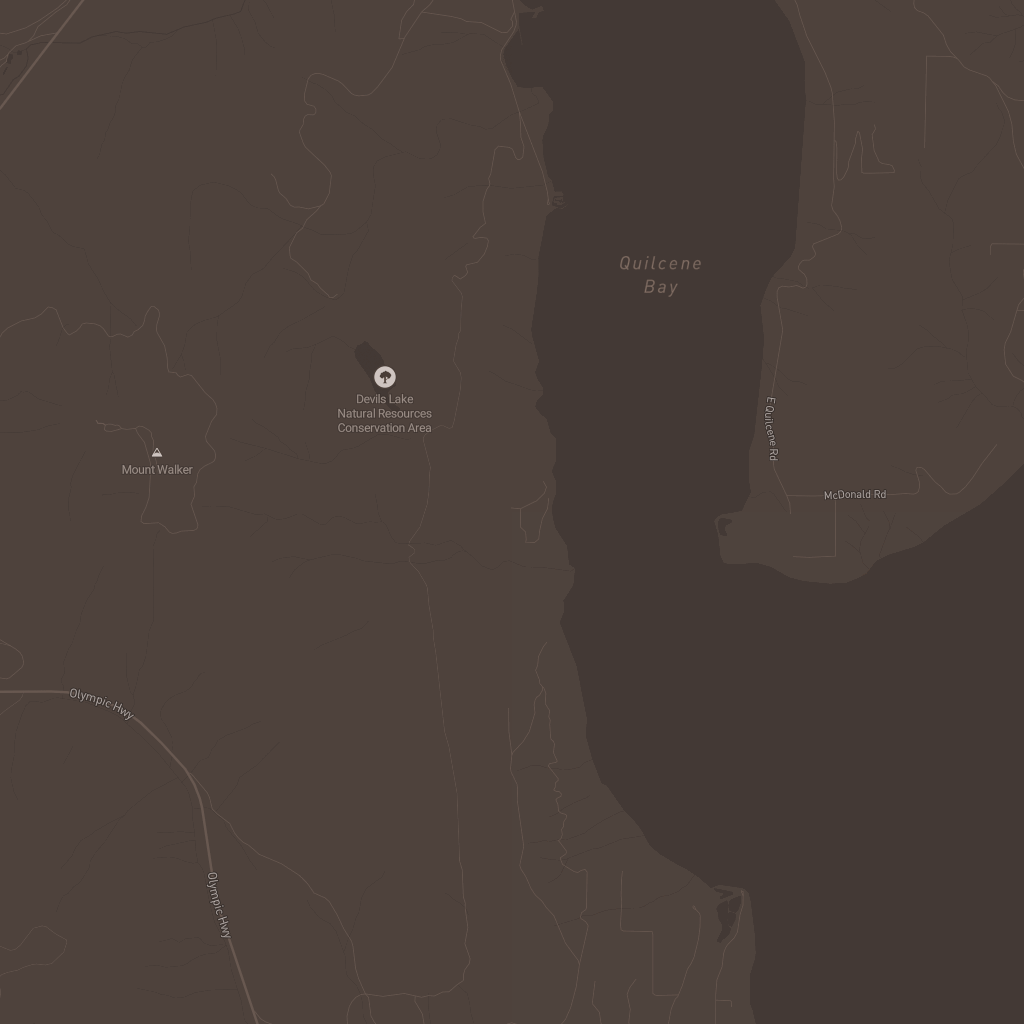 Quilcene
Bay
Devils Lake
Natural Resources
Conservation Area
E Quilcene Rd
Mount Walker
McDonald Rd
Olympic Hwy
Olympic Hwy